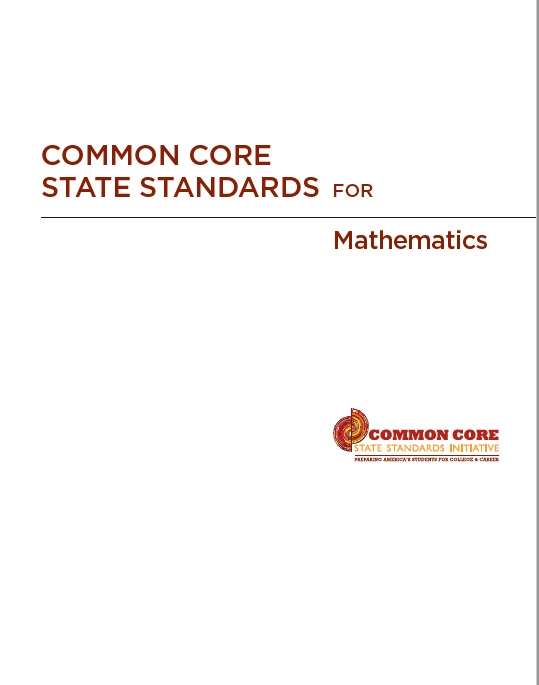 COMMON CORE
STATE STANDARDS FOR
Mathematics
COMMON CORE
STATE STANDARDS INITIATIVE
PREPARING AMERICA'S STUDENTS FOR COLLEGE & CAREER